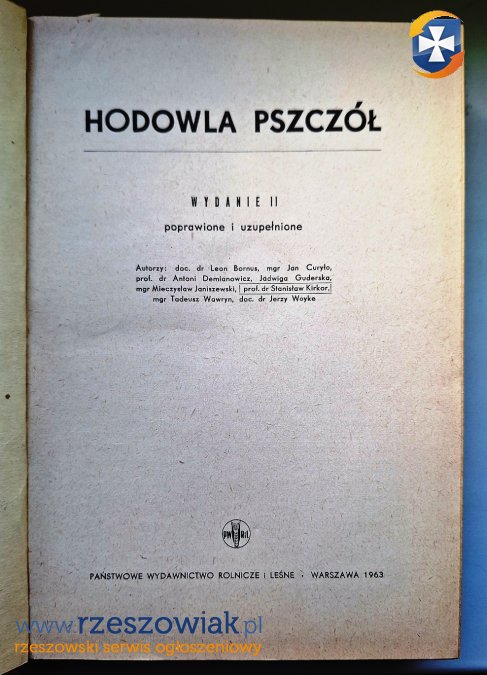 HODOWLA PSZCZÓŁ
WYDANIE II
poprawione i uzupełnione
Autorzy: doc. dr Leon Bornus, mgr Jan Curyło,
prof. dr Antoni Demianowicz, Jadwiga Guderska,
mgr Mieczysław Janiszewski, prof. dr Stanisław Kirkor,
mgr Tadeusz Wawryn, doc. dr Jerzy Woyke
PW RiL
PAŃSTWOWE WYDAWNICTWO ROLNICZE i LEŚNE · WARSZAWA 1963
www.rzeszowiak.pl
rzeszowski serwis ogłoszeniowy